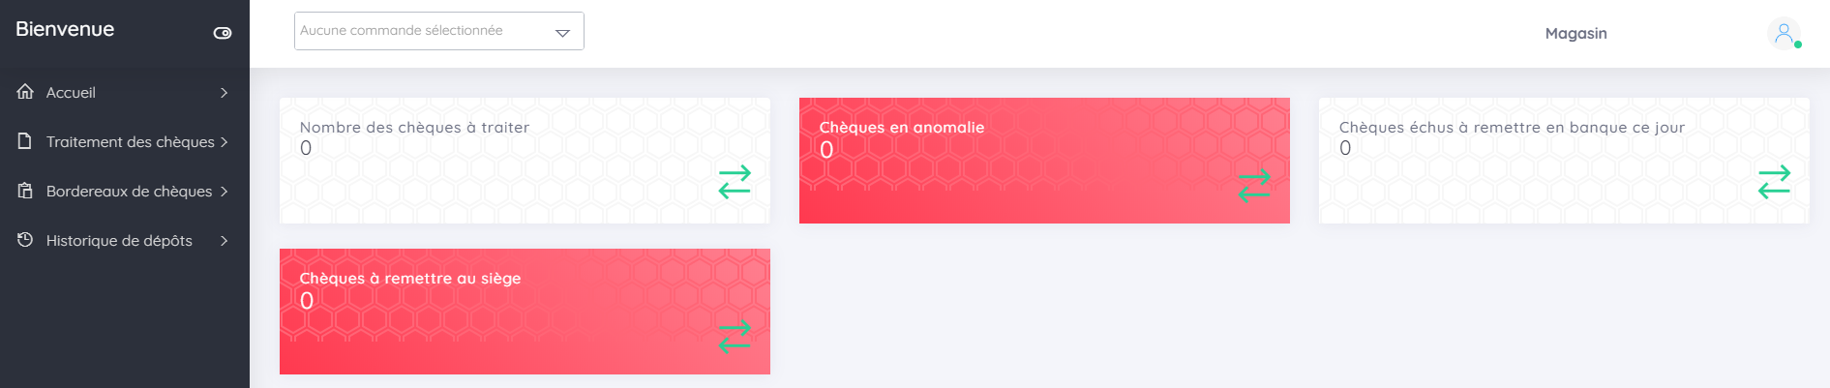 Bienvenue
Aucune commande sélectionnée
Magasin
Accueil
Traitement des chèques
Bordereaux de chèques
Historique de dépôts
Nombre des chèques à traiter
0
Chèques en anomalie
0
Chèques échus à remettre en banque ce jour
0
Chèques à remettre au siège
0